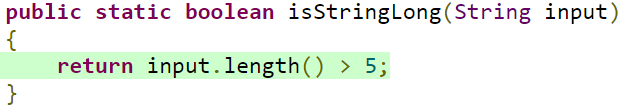 public static boolean isStringLong(String input)
{
    return input.length() > 5;
}